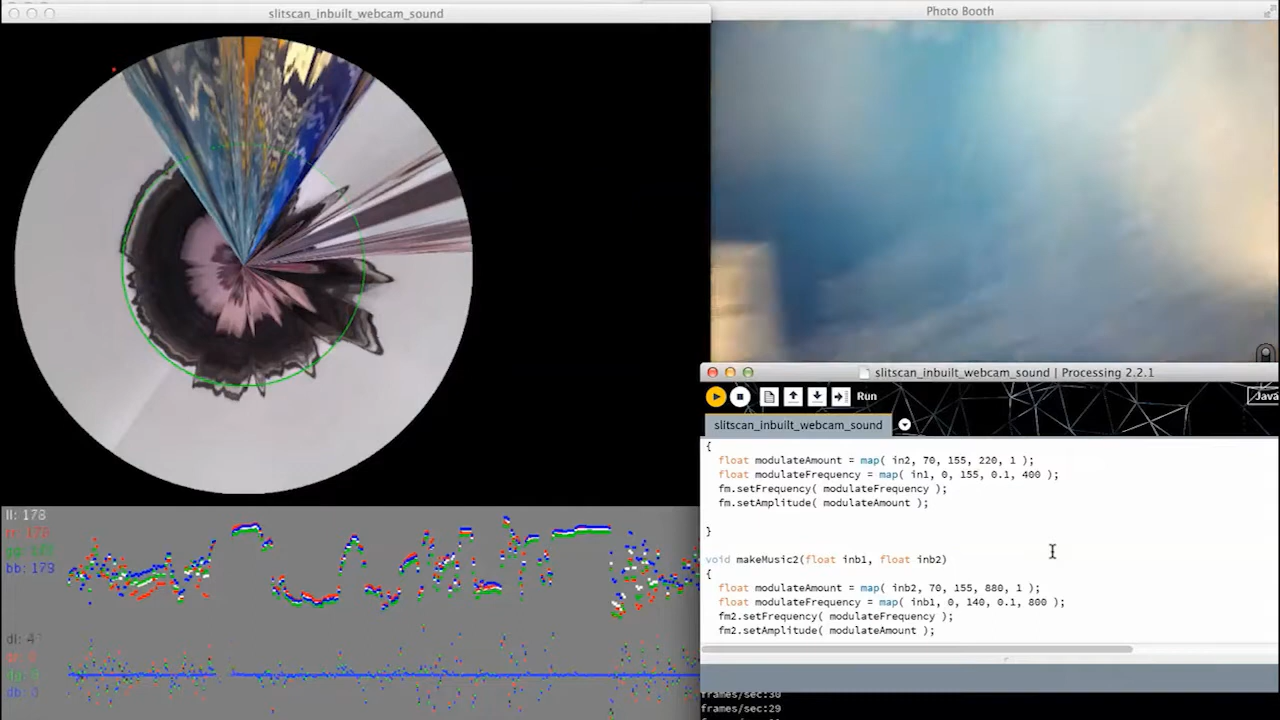 slitscan_inbuilt_webcam_sound
Photo Booth
ll: 178
bb: 179
dl: 4
db: 0
slitscan_inbuilt_webcam_sound | Processing 2.2.1
Run
Java
slitscan_inbuilt_webcam_sound
{
float modulateAmount = map( in2, 70, 155, 220, 1 );
float modulateFrequency = map( in1, 0, 155, 0.1, 400 );
fm.setFrequency( modulateFrequency );
fm.setAmplitude( modulateAmount );
}
void makeMusic2(float inb1, float inb2)
{
float modulateAmount = map( inb2, 70, 155, 880, 1 );
float modulateFrequency = map( inb1, 0, 140, 0.1, 800 );
fm2.setFrequency( modulateFrequency );
fm2.setAmplitude( modulateAmount );
frames/sec:30
frames/sec:29